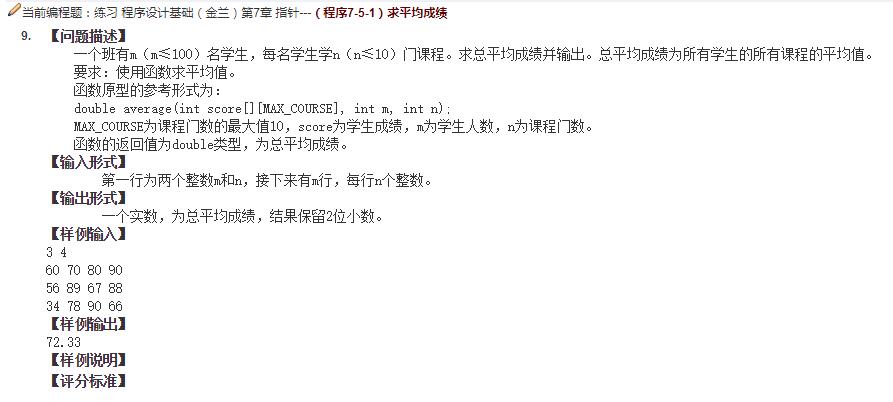 当前编程题：练习 程序设计基础（金兰）第7章 指针---（程序7-5-1）求平均成绩
9. 【问题描述】
一个班有m（m≤100）名学生，每名学生学n（n≤10）门课程。求总平均成绩并输出。总平均成绩为所有学生的所有课程的平均值。
要求：使用函数求平均值。
函数原型的参考形式为：
double average(int score[][MAX_COURSE], int m, int n);
MAX_COURSE为课程门数的最大值10，score为学生成绩，m为学生人数，n为课程门数。
函数的返回值为double类型，为总平均成绩。
【输入形式】
第一行为两个整数m和n，接下来有m行，每行n个整数。
【输出形式】
一个实数，为总平均成绩，结果保留2位小数。
【样例输入】
3 4
60 70 80 90
56 89 67 88
34 78 90 66
【样例输出】
72.33
【样例说明】
【评分标准】